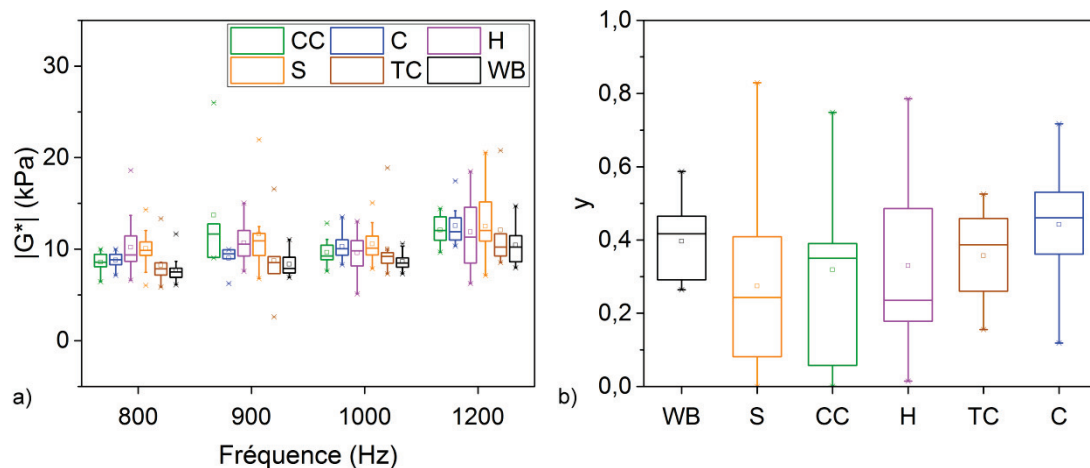 a)
|G*| (kPa)
30
20
10
0
CC C H
S TC WB
800 900 1000 1200
Fréquence (Hz)
b)
y
1,0
0,8
0,6
0,4
0,2
0,0
WB S CC H TC C